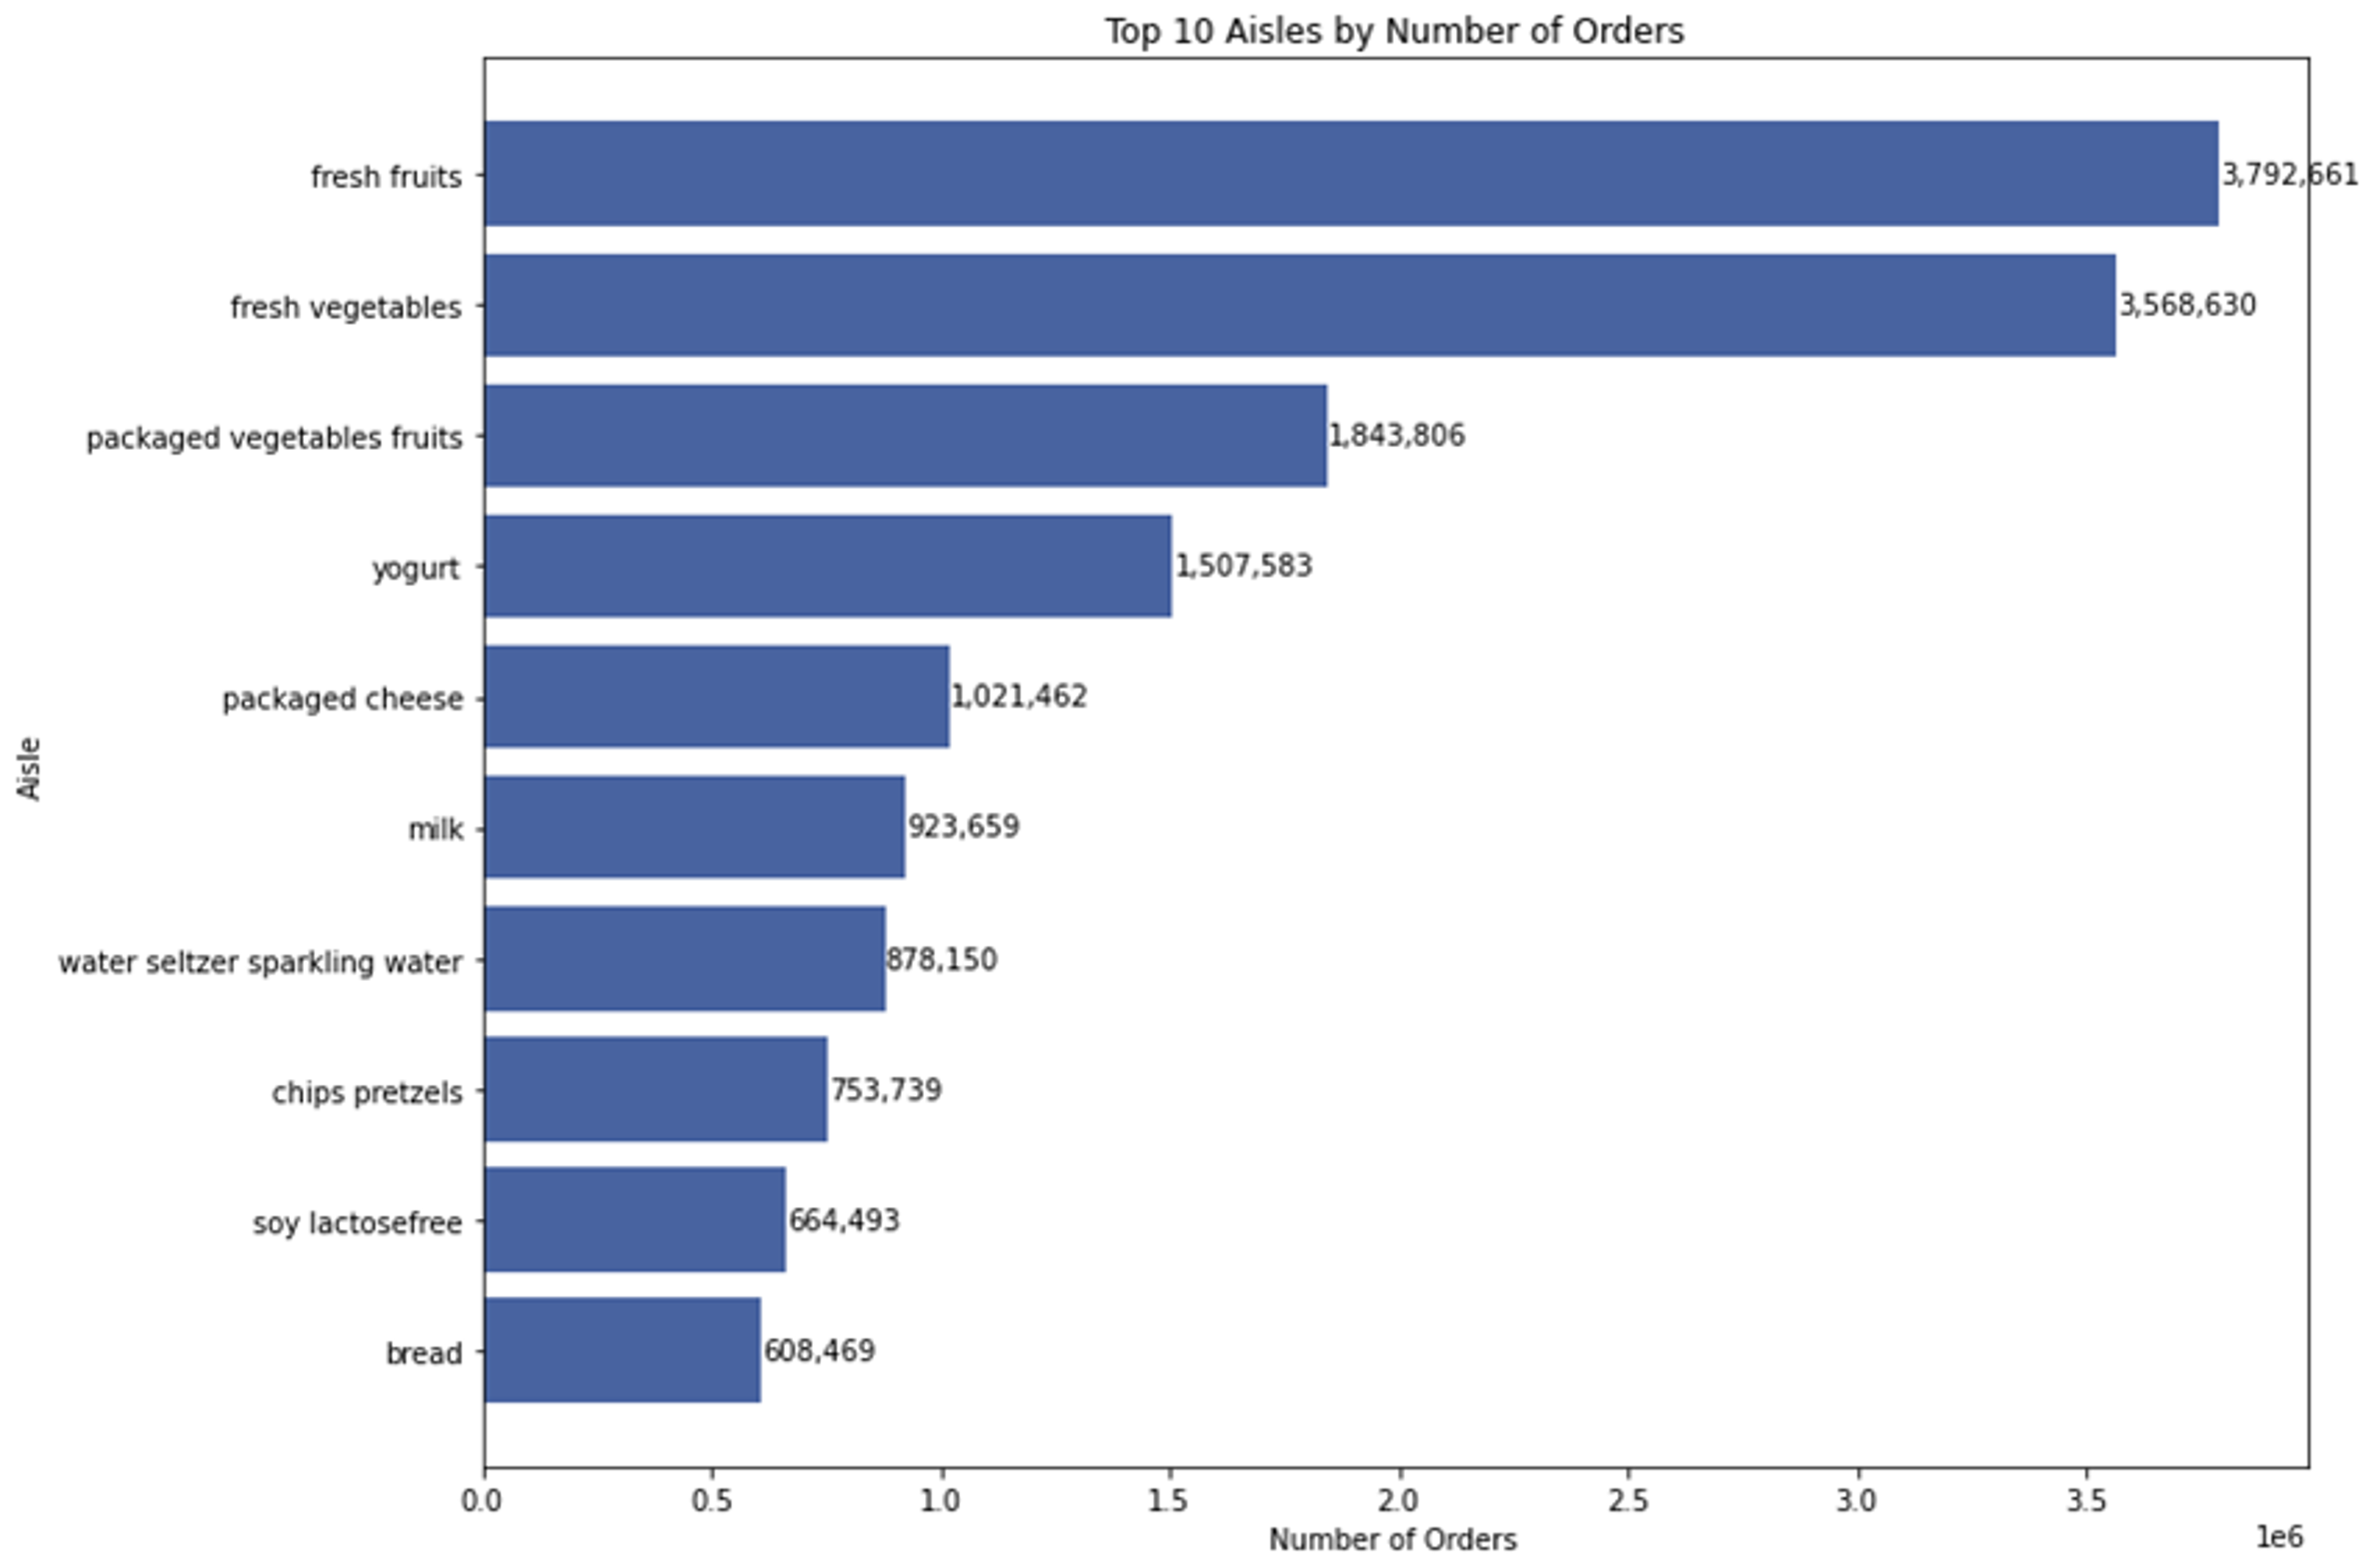 Top 10 Aisles by Number of Orders
fresh fruits 3,792,661
fresh vegetables 3,568,630
packaged vegetables fruits 1,843,806
yogurt 1,507,583
packaged cheese 1,021,462
Aisle
milk 923,659
water seltzer sparkling water 878,150
chips pretzels 753,739
soy lactosefree 664,493
bread 608,469
0.0 0.5 1.0 1.5 2.0 2.5 3.0 3.5
Number of Orders
1e6